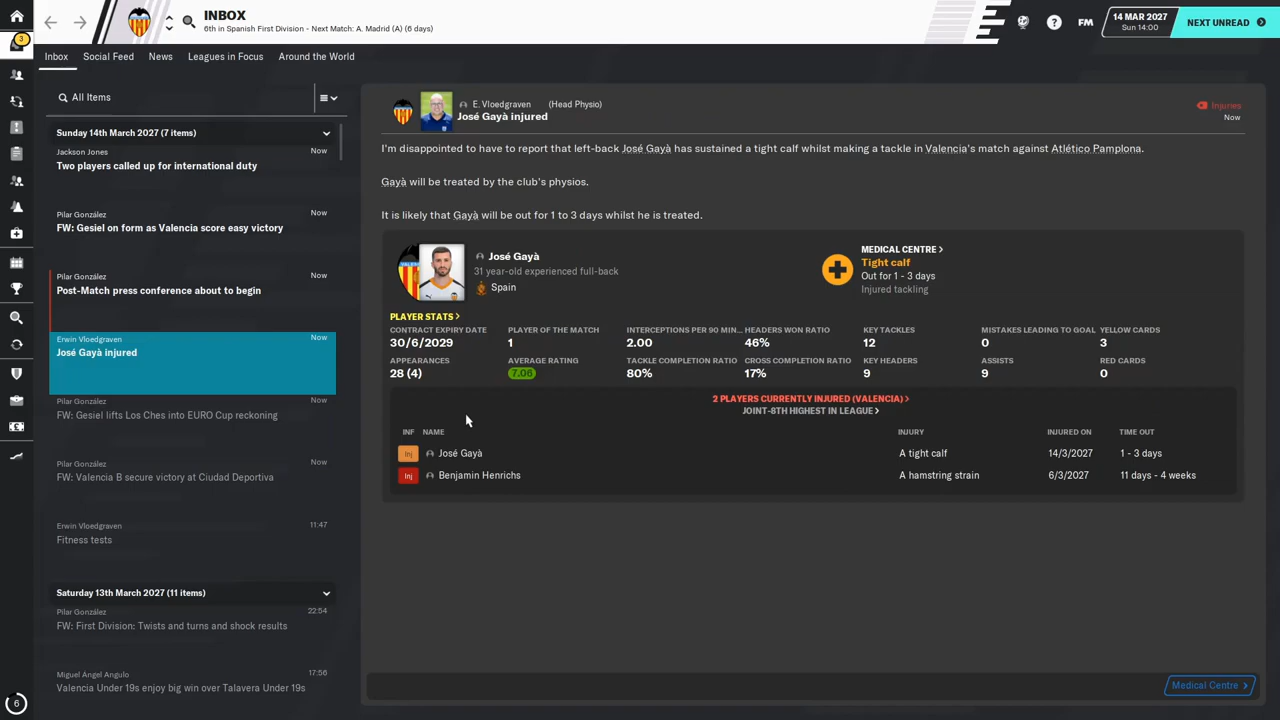 INBOX
6th in Spanish First Division - Next Match: A. Madrid (A) (6 days)
FM
14 MAR 2027
Sun 14:00
NEXT UNREAD
3
Inbox Social Feed News Leagues in Focus Around the World
All Items
Sunday 14th March 2027 (7 items)
Jackson Jones Now
Two players called up for international duty
Pilar González Now
FW: Gesiel on form as Valencia score easy victory
Pilar González Now
Post-Match press conference about to begin
Erwin Vloedgraven Now
José Gayà injured
Pilar González Now
FW: Gesiel lifts Los Ches into EURO Cup reckoning
Pilar González Now
FW: Valencia B secure victory at Ciudad Deportiva
Erwin Vloedgraven 11:47
Fitness tests
Saturday 13th March 2027 (11 items)
Pilar González 22:54
FW: First Division: Twists and turns and shock results
Miguel Angel Angulo 17:56
Valencia Under 19s enjoy big win over Talavera Under 19s
6
E. Vloedgraven (Head Physio)
José Gayà injured
Injuries
Now
I'm disappointed to have to report that left-back José Gayà has sustained a tight calf whilst making a tackle in Valencia's match against Atlético Pamplona.
Gayà will be treated by the club's physios.
It is likely that Gayà will be out for 1 to 3 days whilst he is treated.
José Gayà
31 year-old experienced full-back
Spain
MEDICAL CENTRE >
Tight calf
Out for 1 - 3 days
Injured tackling
PLAYER STATS >
CONTRACT EXPIRY DATE PLAYER OF THE MATCH INTERCEPTIONS PER 90 MIN... HEADERS WON RATIO KEY TACKLES MISTAKES LEADING TO GOAL YELLOW CARDS
30/6/2029 1 2.00 46% 12 0 3
APPEARANCES AVERAGE RATING TACKLE COMPLETION RATIO CROSS COMPLETION RATIO KEY HEADERS ASSISTS RED CARDS
28 (4) 7.06 80% 17% 9 9 0
2 PLAYERS CURRENTLY INJURED (VALENCIA) >
JOINT-8TH HIGHEST IN LEAGUE >
INF NAME INJURY INJURED ON TIME OUT
Inj José Gayà A tight calf 14/3/2027 1 - 3 days
Inj Benjamin Henrichs A hamstring strain 6/3/2027 11 days - 4 weeks
Medical Centre >